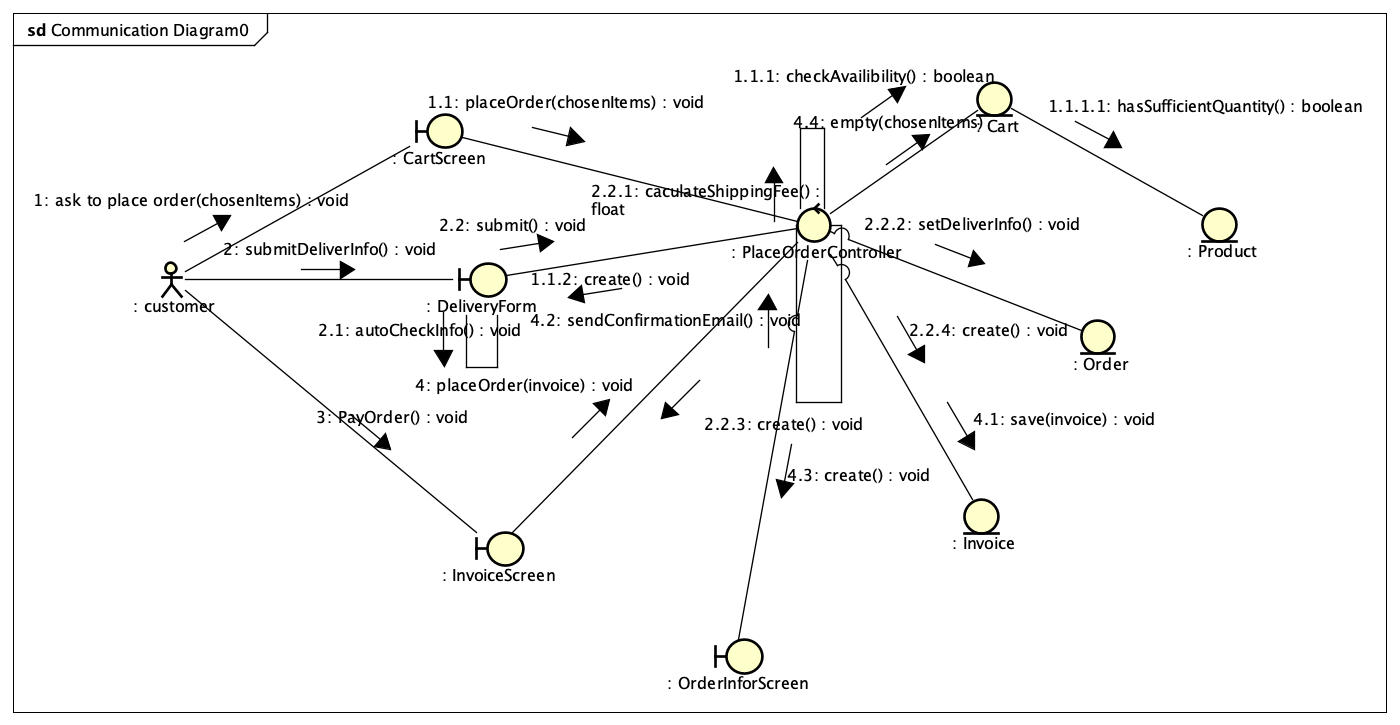 sd Communication Diagram0
1.1.1: checkAvailibility() : boolean
1.1: placeOrder(chosenItems) : void
1.1.1.1: hasSufficientQuantity() : boolean
4.4: empty(chosenItems)
: Cart
: CartScreen
2.2.1: caculateShippingFee() :
float
1: ask to place order(chosenItems) : void
2.2: submit() : void
2.2.2: setDeliverInfo() : void
2: submitDeliverInfo() : void
: PlaceOrderController
: Product
1.1.2: create() : void
: customer
: DeliveryForm
4.2: sendConfirmationEmail() : void
2.1: autoCheckInfo() : void
2.2.4: create() : void
: Order
4: placeOrder(invoice) : void
3: PayOrder() : void
2.2.3: create() : void
4.1: save(invoice) : void
4.3: create() : void
: Invoice
: InvoiceScreen
: OrderInforScreen